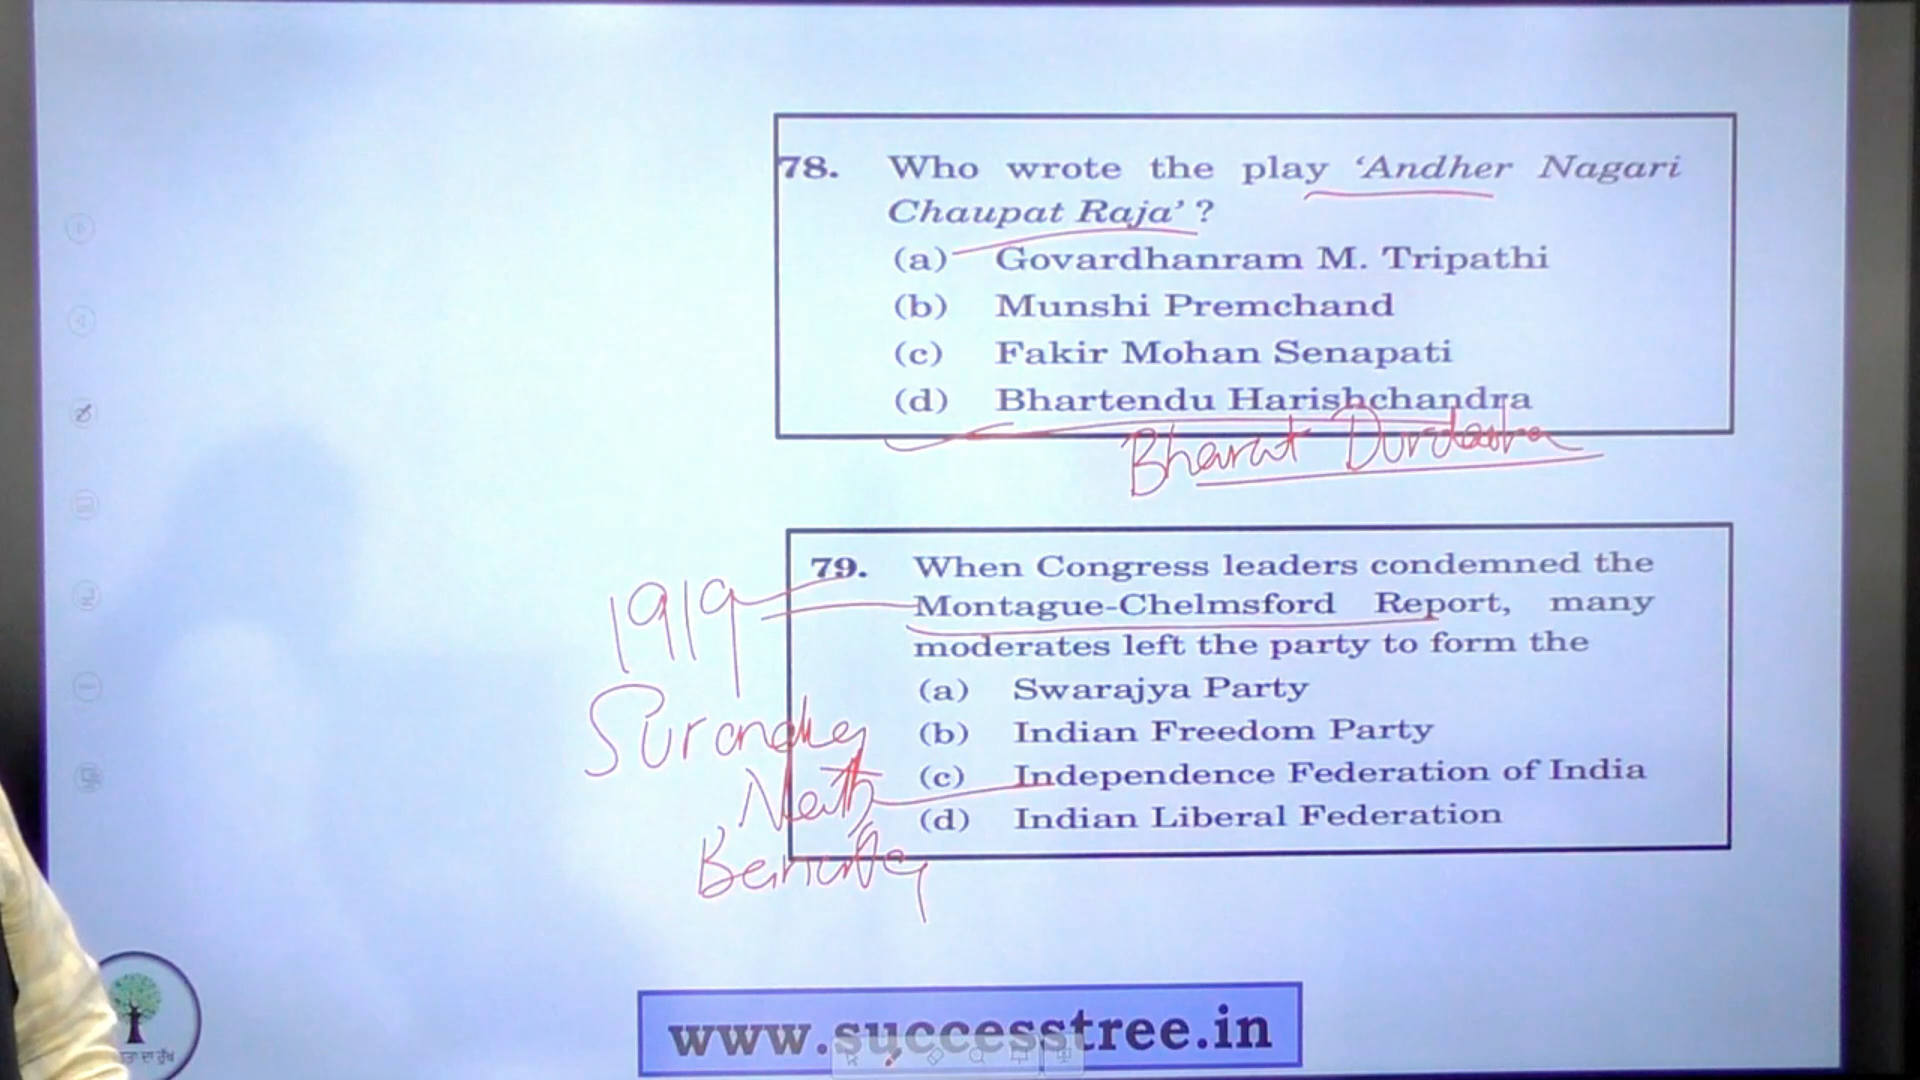 78. Who wrote the play ‘Andher Nagari
Chaupat Raja’ ?
(a) Govardhanram M. Tripathi
(b) Munshi Premchand
(c) Fakir Mohan Senapati
(d) Bhartendu Harishchandra
Bharat Durdasha
79. When Congress leaders condemned the
Montague-Chelmsford Report, many
moderates left the party to form the
(a) Swarajya Party
(b) Indian Freedom Party
(c) Independence Federation of India
(d) Indian Liberal Federation
1919
Nath
www.successtree.in
ਦਾ ਰੁੱਖ